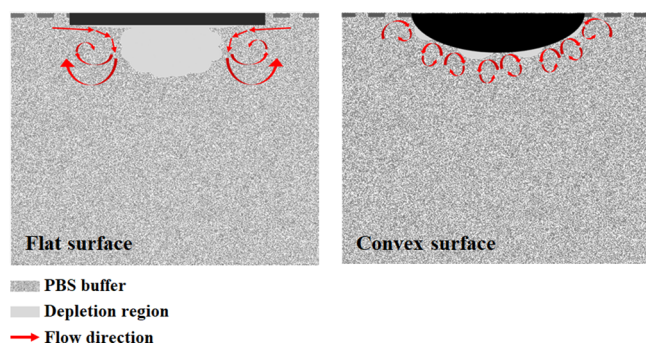 Flat surface
Convex surface
PBS buffer
Depletion region
Flow direction